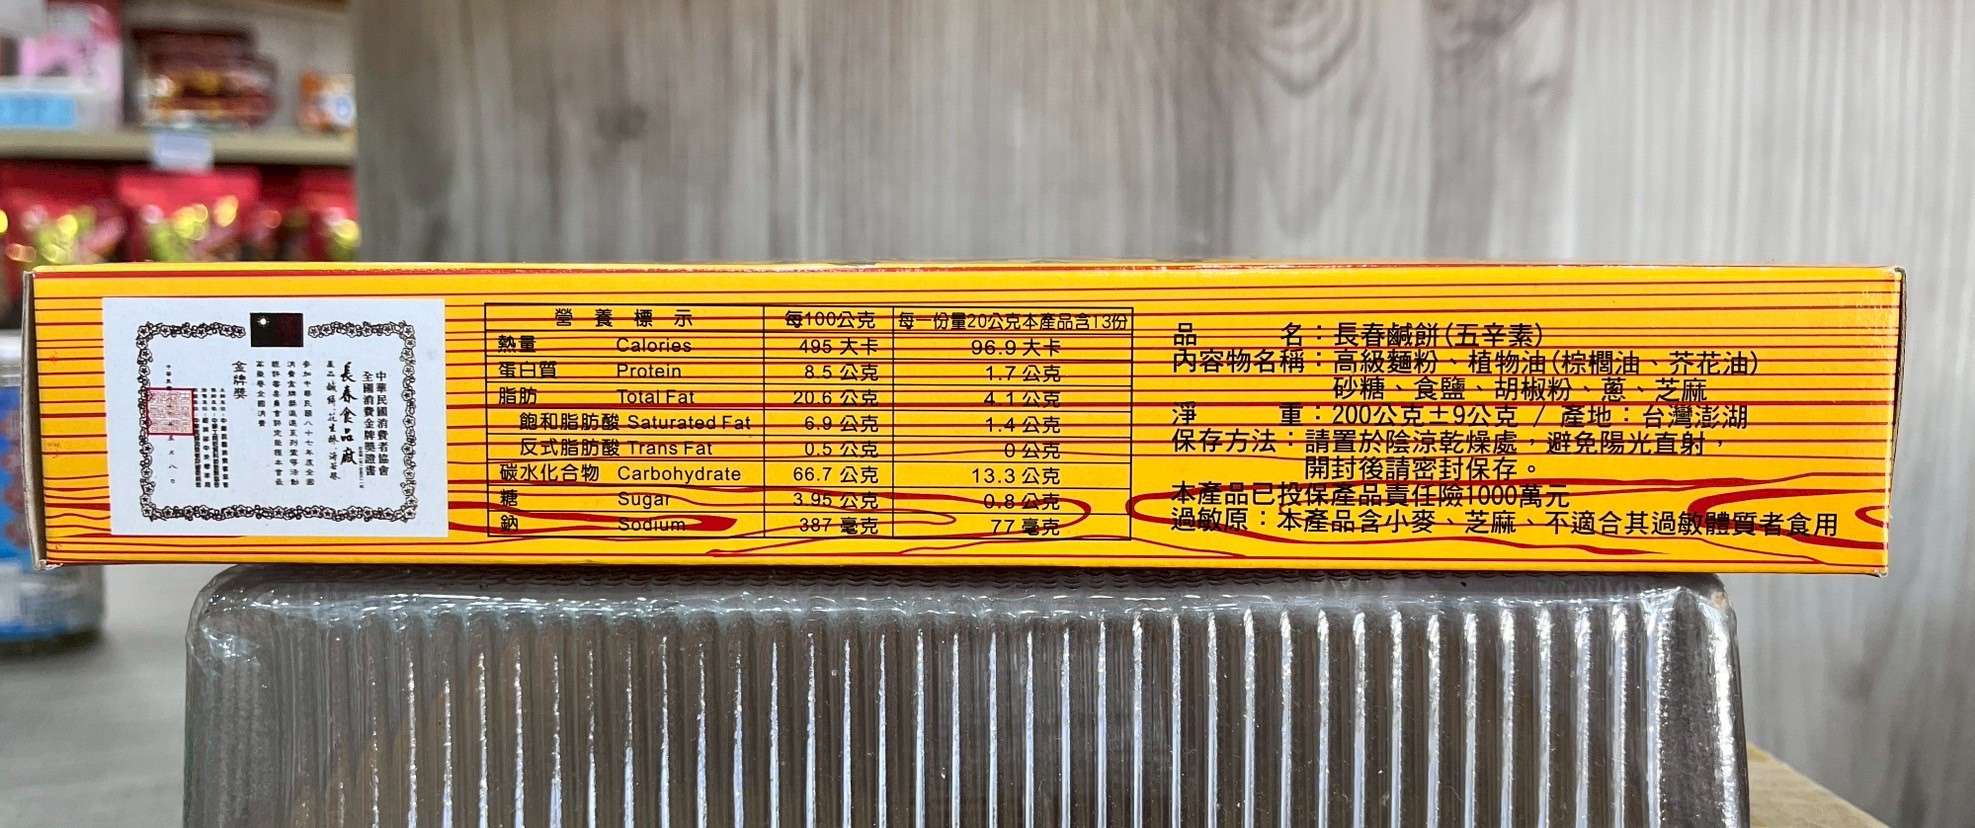 中華民國消費者協會
全國消費金牌獎證書
長春食品廠
金牌獎
營養標示 每100公克 每一份量20公克本產品含13份
熱量 Calories 495 大卡 96.9 大卡
蛋白質 Protein 8.5 公克 1.7 公克
脂肪 Total Fat 20.6 公克 4.1 公克
飽和脂肪酸 Saturated Fat 6.9 公克 1.4 公克
反式脂肪酸 Trans Fat 0.5 公克 0 公克
碳水化合物 Carbohydrate 66.7 公克 13.3 公克
糖 Sugar 3.95 公克 0.8 公克
鈉 Sodium 387 毫克 77 毫克
品名：長春鹹餅(五辛素)
內容物名稱：高級麵粉、植物油(棕櫚油、芥花油)
砂糖、食鹽、胡椒粉、蔥、芝麻
淨重：200公克±9公克 / 產地：台灣澎湖
保存方法：請置於陰涼乾燥處，避免陽光直射，
開封後請密封保存。
本產品已投保產品責任險1000萬元
過敏原：本產品含小麥、芝麻、不適合其過敏體質者食用